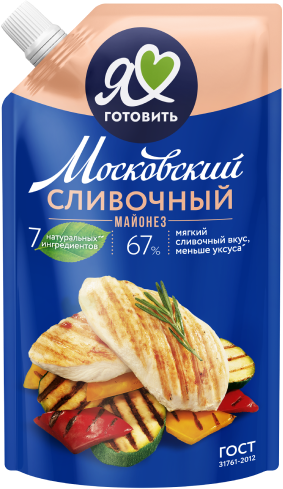 Я
ГОТОВИТЬ
Московский
СЛИВОЧНЫЙ
МАЙОНЕЗ
7 натуральных**
ингредиентов
67%
мягкий
сливочный вкус,
меньше уксуса*
ГОСТ
31761-2012